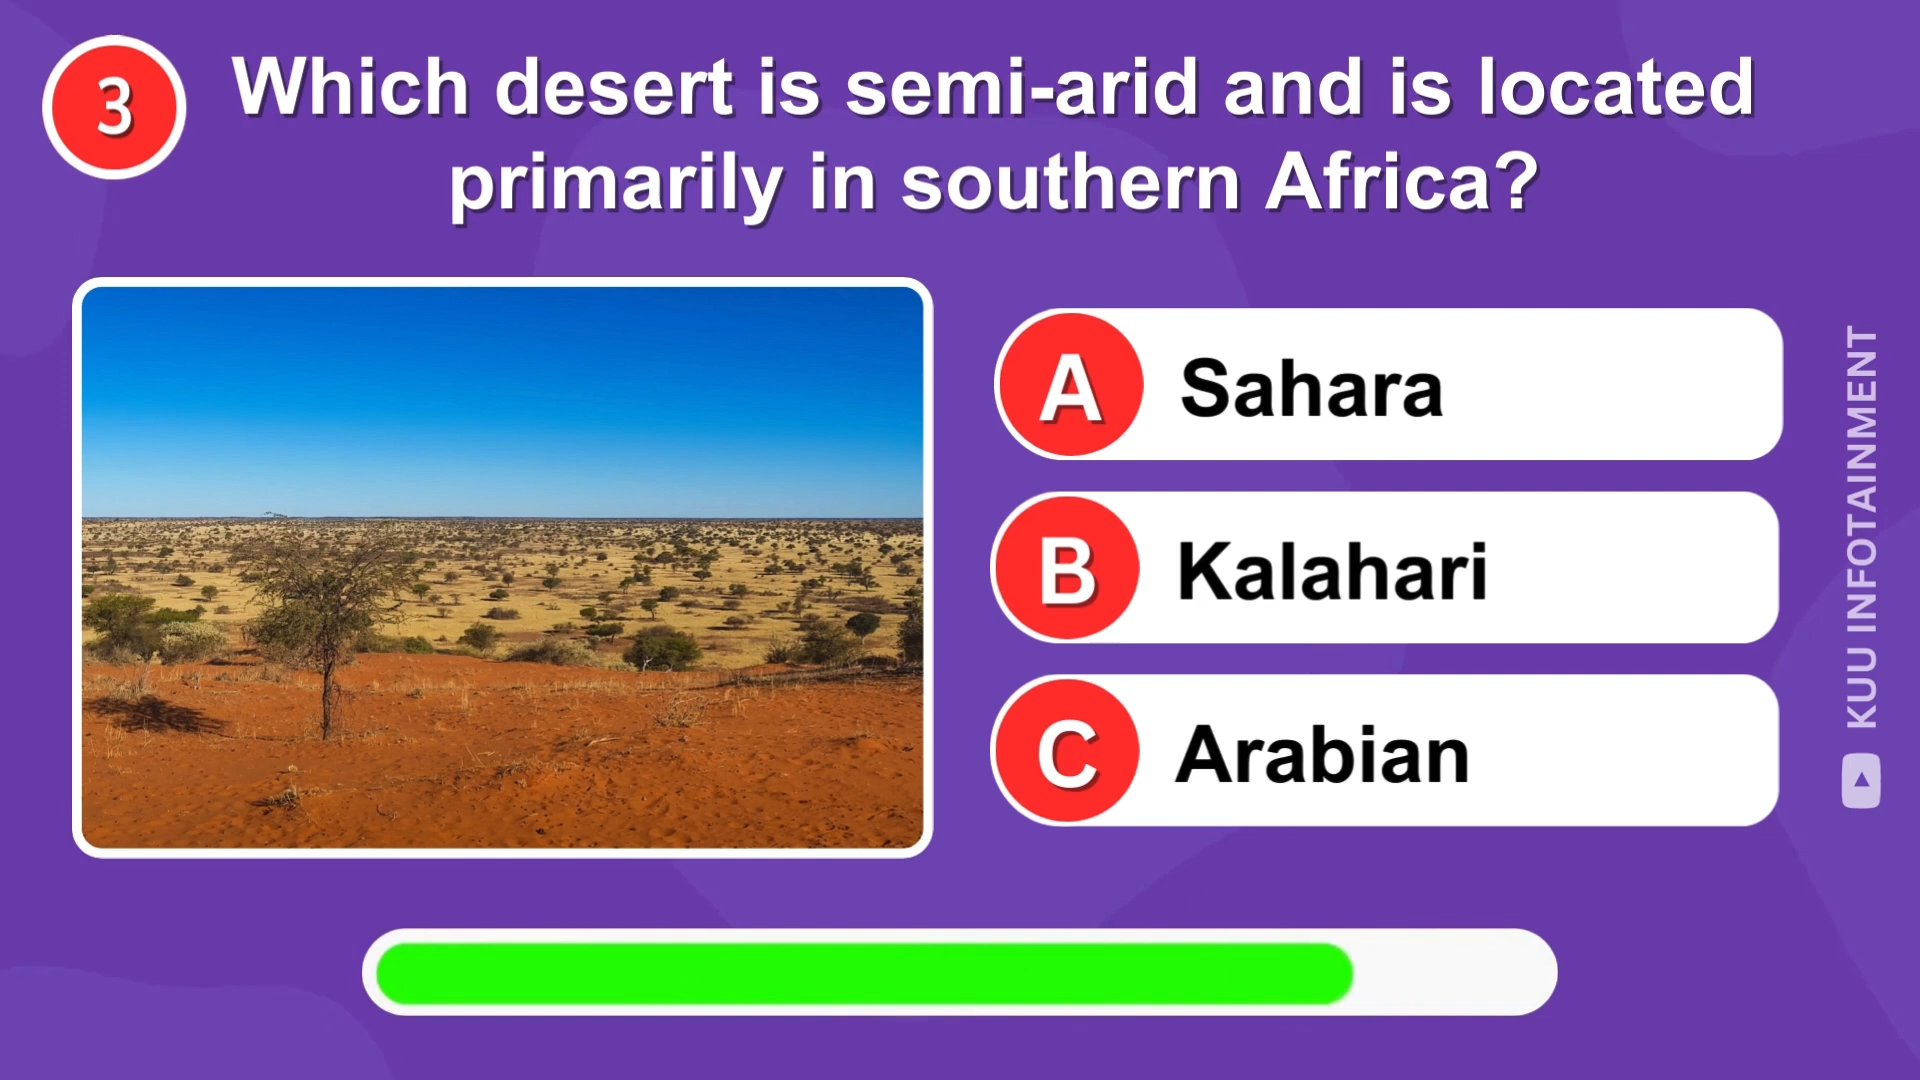 3
Which desert is semi-arid and is located
primarily in southern Africa?
A Sahara
B Kalahari
C Arabian
KUU INFOTAINMENT